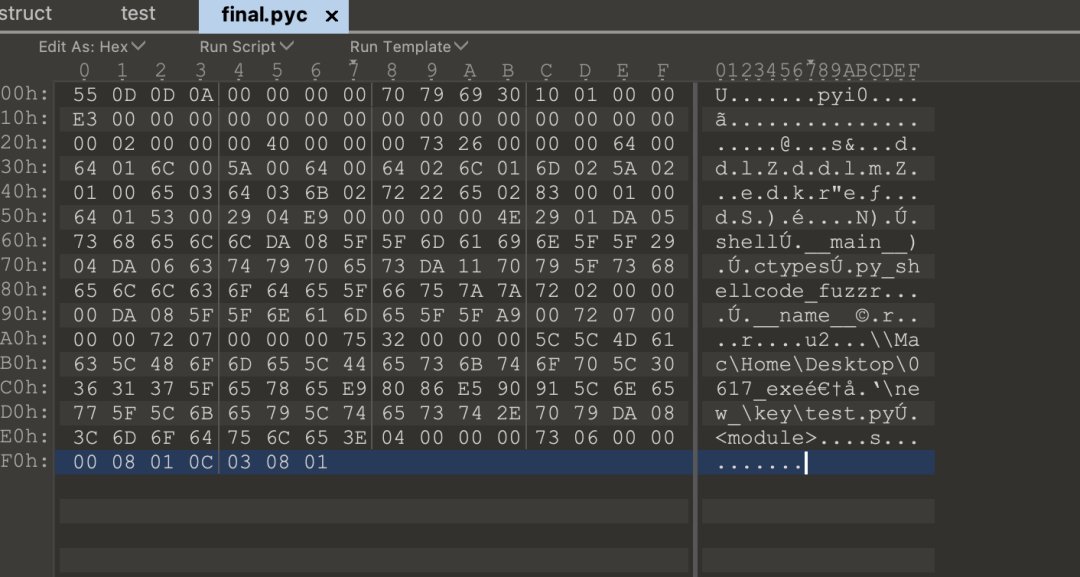 struct test final.pyc ×
Edit As: Hex Run Script Run Template
0 1 2 3 4 5 6 7 8 9 A B C D E F 0123456789ABCDEF
00h: 55 0D 0D 0A 00 00 00 00 70 79 69 30 10 01 00 00 U.......pyi0....
10h: E3 00 00 00 00 00 00 00 00 00 00 00 00 00 00 00 ã...............
20h: 00 02 00 00 00 40 00 00 00 73 26 00 00 00 64 00 .....@...s&...d.
30h: 64 01 6C 00 5A 00 64 00 64 02 6C 01 6D 02 5A 02 d.l.Z.d.d.l.m.Z.
40h: 01 00 65 03 64 03 6B 02 72 22 65 02 83 00 01 00 ..e.d.k.r"e.ƒ...
50h: 64 01 53 00 29 04 E9 00 00 00 00 4E 29 01 DA 05 d.S.).é....N).Ú.
60h: 73 68 65 6C 6C DA 08 5F 5F 6D 61 69 6E 5F 5F 29 shellÚ.__main__)
70h: 04 DA 06 63 74 79 70 65 73 DA 11 70 79 5F 73 68 .Ú.ctypesÚ.py_sh
80h: 65 6C 6C 63 6F 64 65 5F 66 75 7A 7A 72 02 00 00 ellcode_fuzzr...
90h: 00 DA 08 5F 5F 6E 61 6D 65 5F 5F A9 00 72 07 00 .Ú.__name__©.r..
A0h: 00 00 72 07 00 00 00 75 32 00 00 00 5C 5C 4D 61 ..r....u2...\\Ma
B0h: 63 5C 48 6F 6D 65 5C 44 65 73 6B 74 6F 70 5C 30 c\Home\Desktop\0
C0h: 36 31 37 5F 65 78 65 E9 80 86 E5 90 91 5C 6E 65 617_exeé€†å.‘\ne
D0h: 77 5F 5C 6B 65 79 5C 74 65 73 74 2E 70 79 DA 08 w_\key\test.pyÚ.
E0h: 3C 6D 6F 64 75 6C 65 3E 04 00 00 00 73 06 00 00 <module>....s...
F0h: 00 08 01 0C 03 08 01 .......